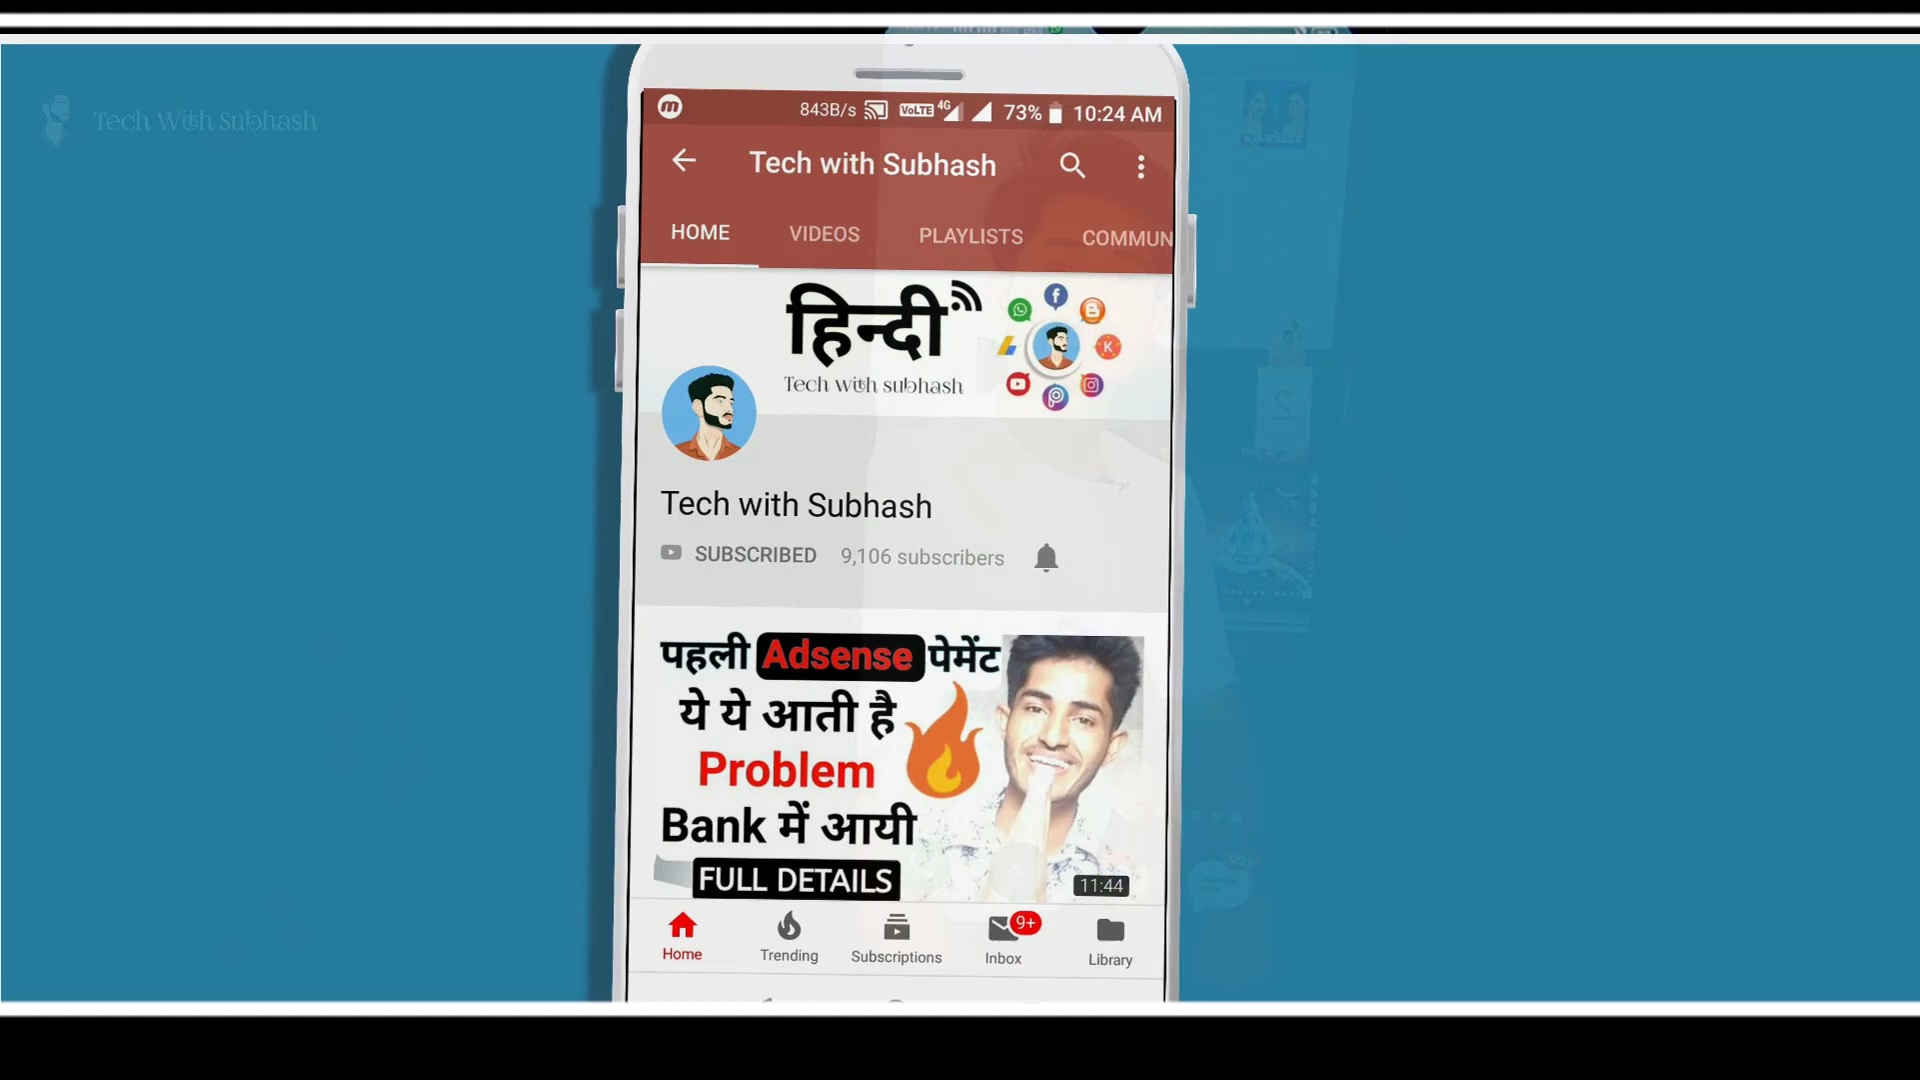 Tech With Subhash
843B/s VoLTE 4G 73% 10:24 AM
Tech with Subhash
HOME VIDEOS PLAYLISTS COMMUN
हिन्दी
Tech with subhash
K
Tech with Subhash
SUBSCRIBED 9,106 subscribers
पहली Adsense पेमेंट
ये ये आती है
Problem
Bank में आयी
FULL DETAILS
11:44
9+
Home Trending Subscriptions Inbox Library